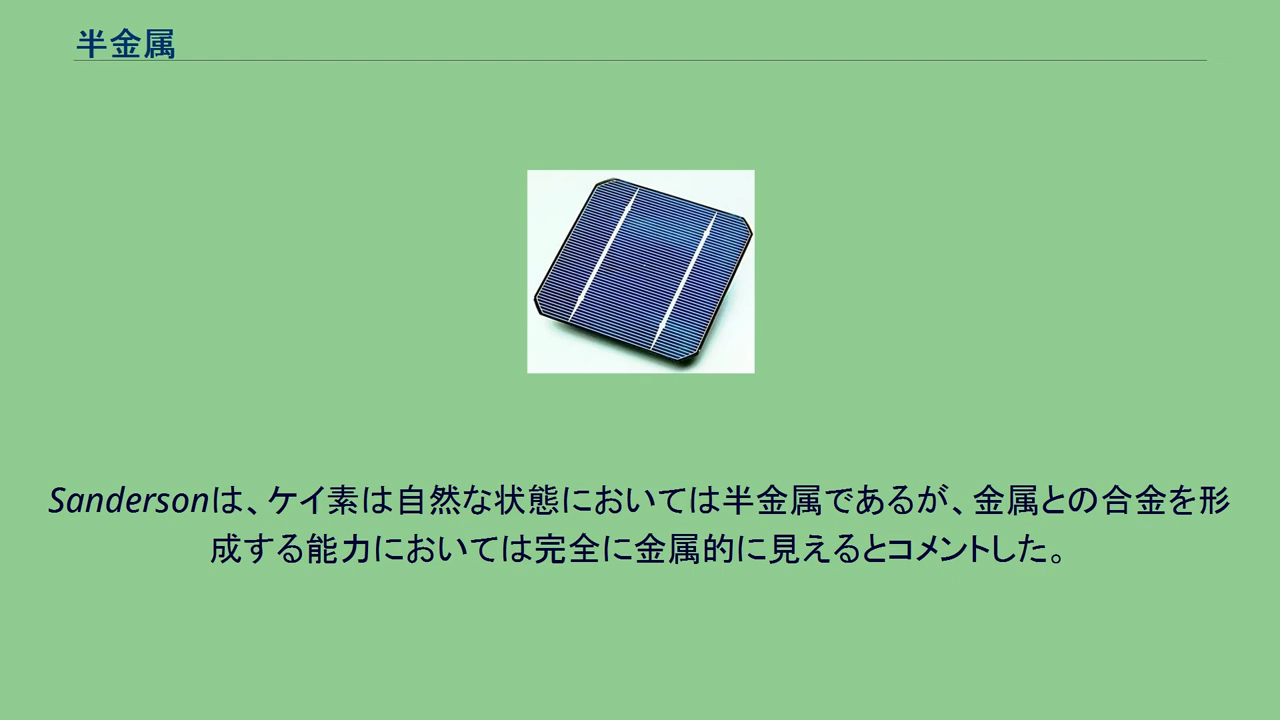 半金属
Sandersonは、ケイ素は自然な状態においては半金属であるが、金属との合金を形
成する能力においては完全に金属的に見えるとコメントした。